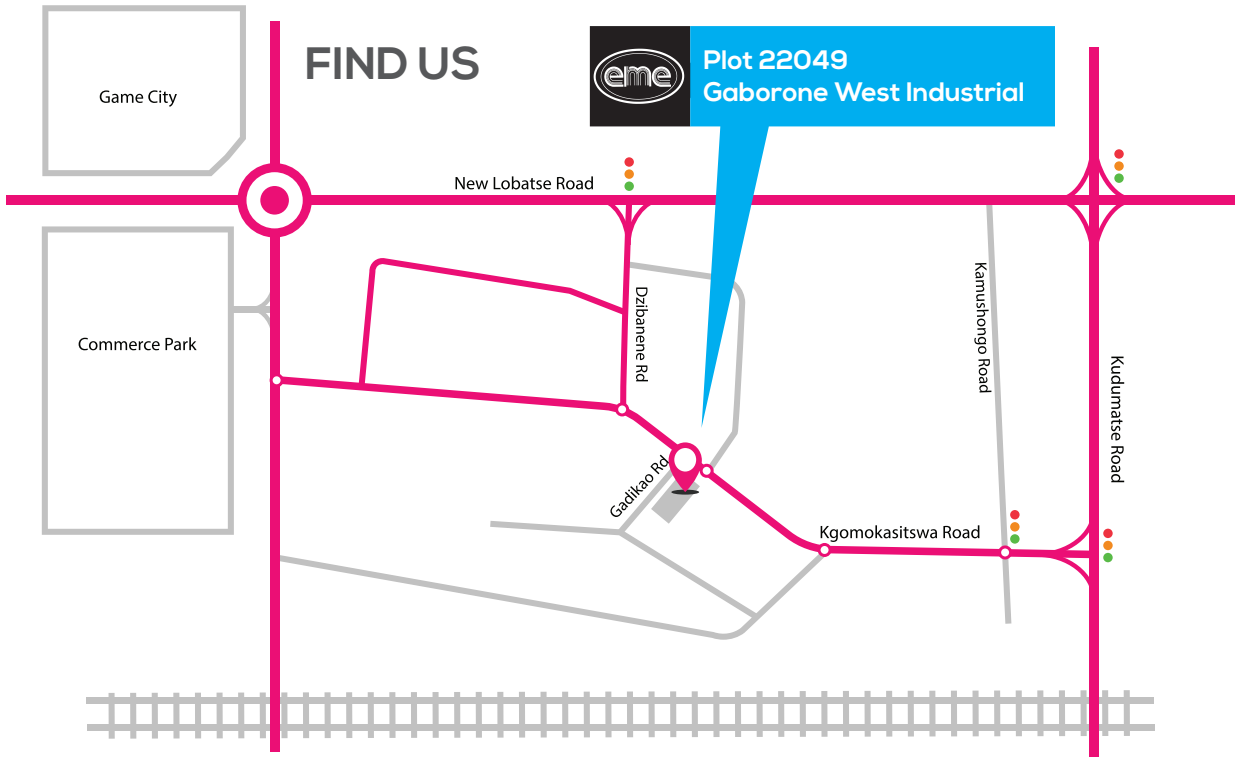 FIND US
eme
Plot 22049
Gaborone West Industrial
Game City
New Lobatse Road
Commerce Park
Dzibanene Rd
Kamushongo Road
Kudumatse Road
Gadikao Rd
Kgomokasitswa Road